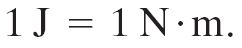 1 J = 1 N·m.